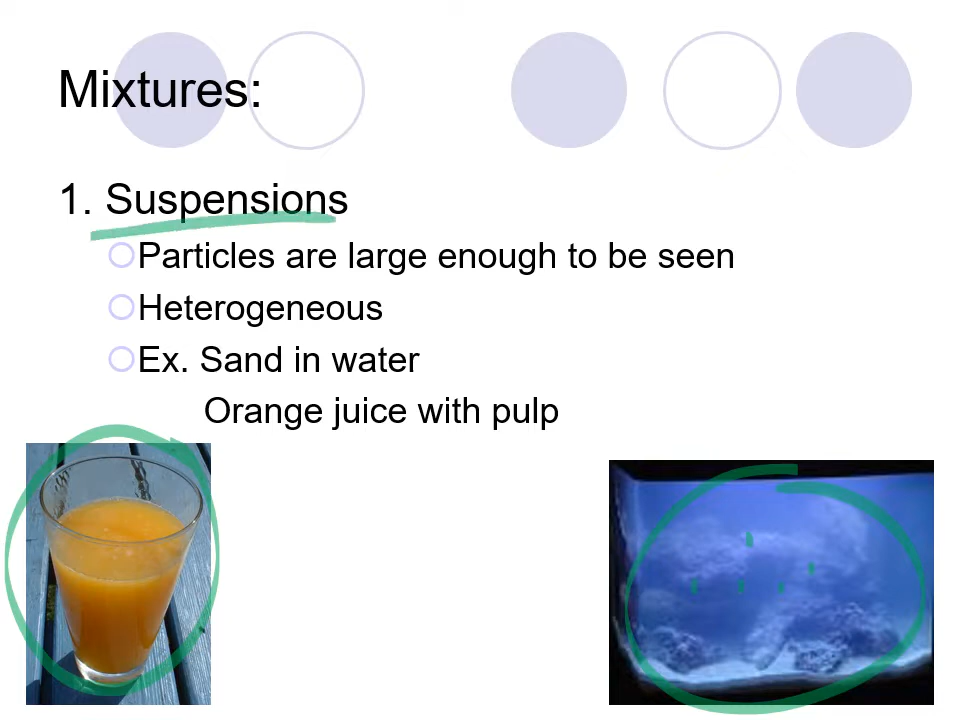 Mixtures:
1. Suspensions
Particles are large enough to be seen
Heterogeneous
Ex. Sand in water
Orange juice with pulp